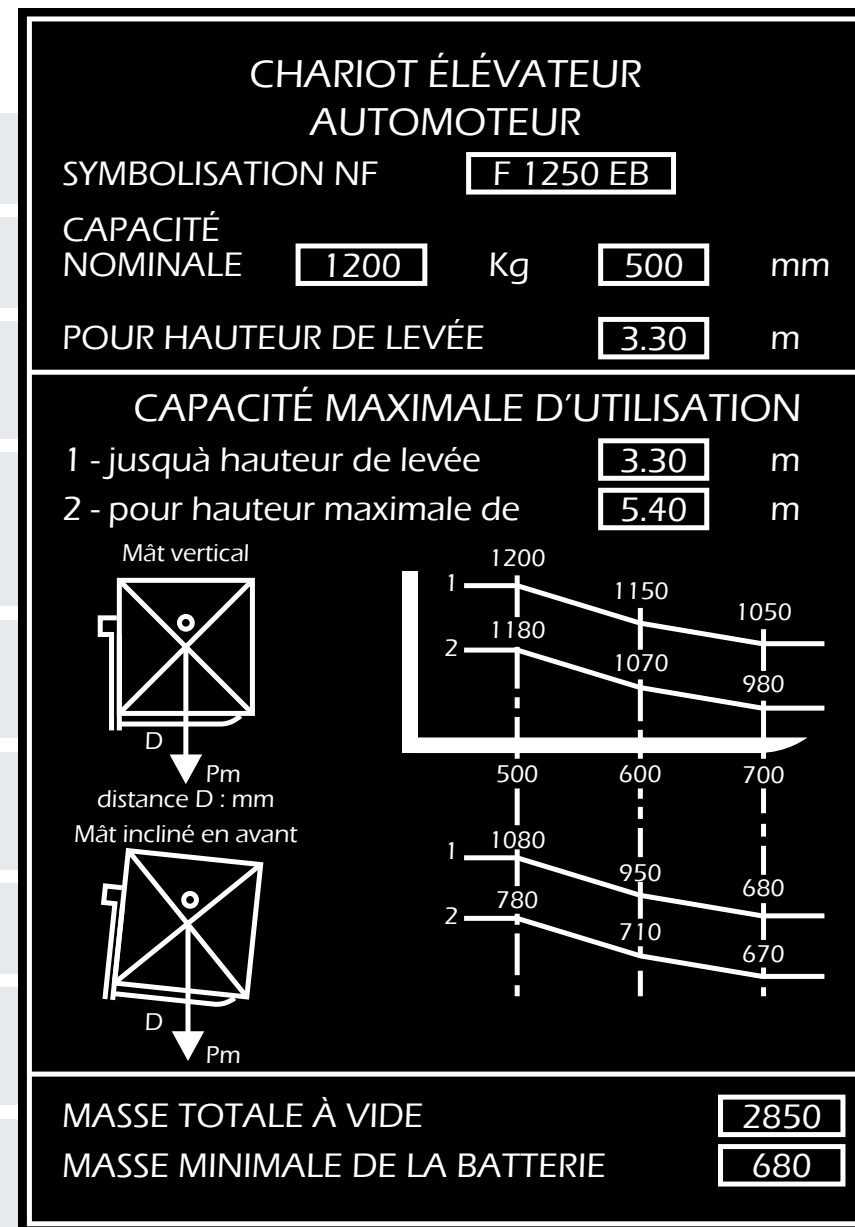 CHARIOT ÉLÉVATEUR
AUTOMOTEUR
SYMBOLISATION NF F 1250 EB
CAPACITÉ
NOMINALE 1200 Kg 500 mm
POUR HAUTEUR DE LEVÉE 3.30 m
CAPACITÉ MAXIMALE D'UTILISATION
1 - jusquà hauteur de levée 3.30 m
2 - pour hauteur maximale de 5.40 m
Mât vertical
1200
1 1150 1050
2 1180 1070 980
D
Pm
distance D : mm
500 600 700
Mât incliné en avant
1 1080 950 680
2 780 710 670
D
Pm
MASSE TOTALE À VIDE 2850
MASSE MINIMALE DE LA BATTERIE 680